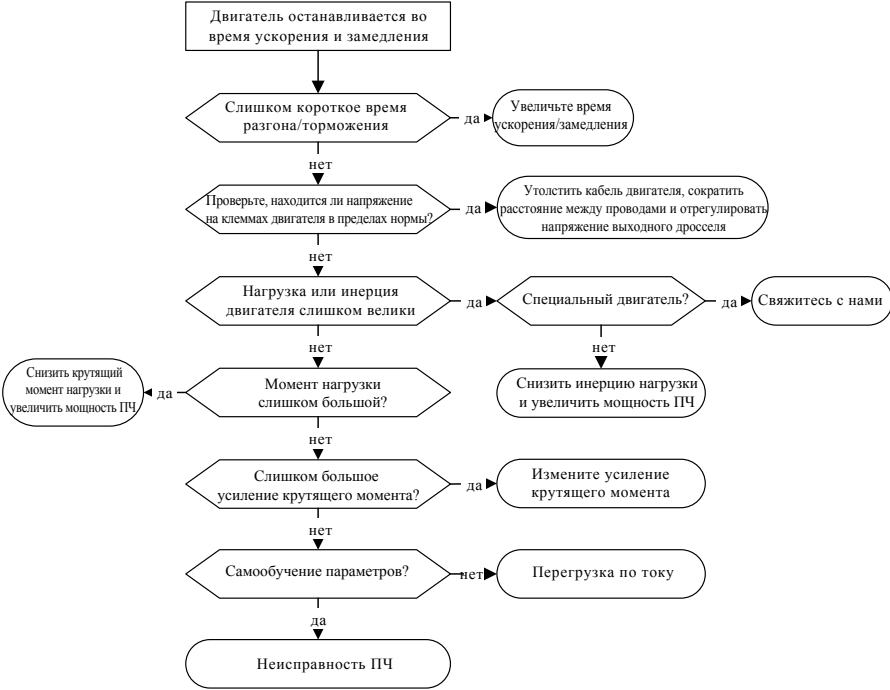 Двигатель останавливается во
время ускорения и замедления
Слишком короткое время
разгона/торможения
да
Увеличьте время
ускорения/замедления
нет
Проверьте, находится ли напряжение
на клеммах двигателя в пределах нормы?
да
Утолстить кабель двигателя, сократить
расстояние между проводами и отрегулировать
напряжение выходного дросселя
нет
Нагрузка или инерция
двигателя слишком велики
да
Специальный двигатель?
да
Свяжитесь с нами
нет
нет
Снизить крутящий
момент нагрузки и
увеличить мощность ПЧ
да
Момент нагрузки
слишком большой?
Снизить инерцию нагрузки
и увеличить мощность ПЧ
нет
Слишком большое
усиление крутящего момента?
да
Измените усиление
крутящего момента
нет
Самообучение параметров?
нет
Перегрузка по току
да
Неисправность ПЧ